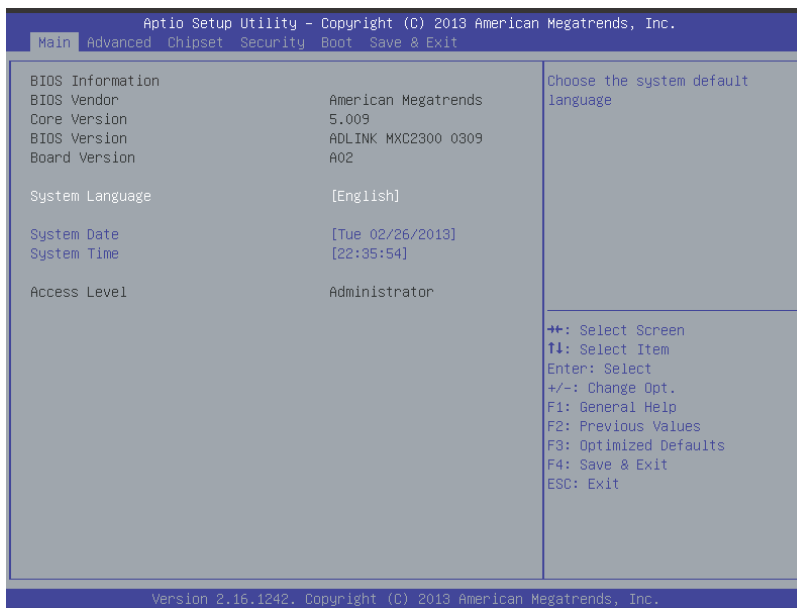 Aptio Setup Utility – Copyright (C) 2013 American Megatrends, Inc.
Main Advanced Chipset Security Boot Save & Exit
BIOS Information
BIOS Vendor American Megatrends
Core Version 5.009
BIOS Version ADLINK MXC2300 0309
Board Version A02
System Language [English]
System Date [Tue 02/26/2013]
System Time [22:35:54]
Access Level Administrator
Choose the system default
language
→←: Select Screen
↑↓: Select Item
Enter: Select
+/-: Change Opt.
F1: General Help
F2: Previous Values
F3: Optimized Defaults
F4: Save & Exit
ESC: Exit
Version 2.16.1242. Copyright (C) 2013 American Megatrends, Inc.